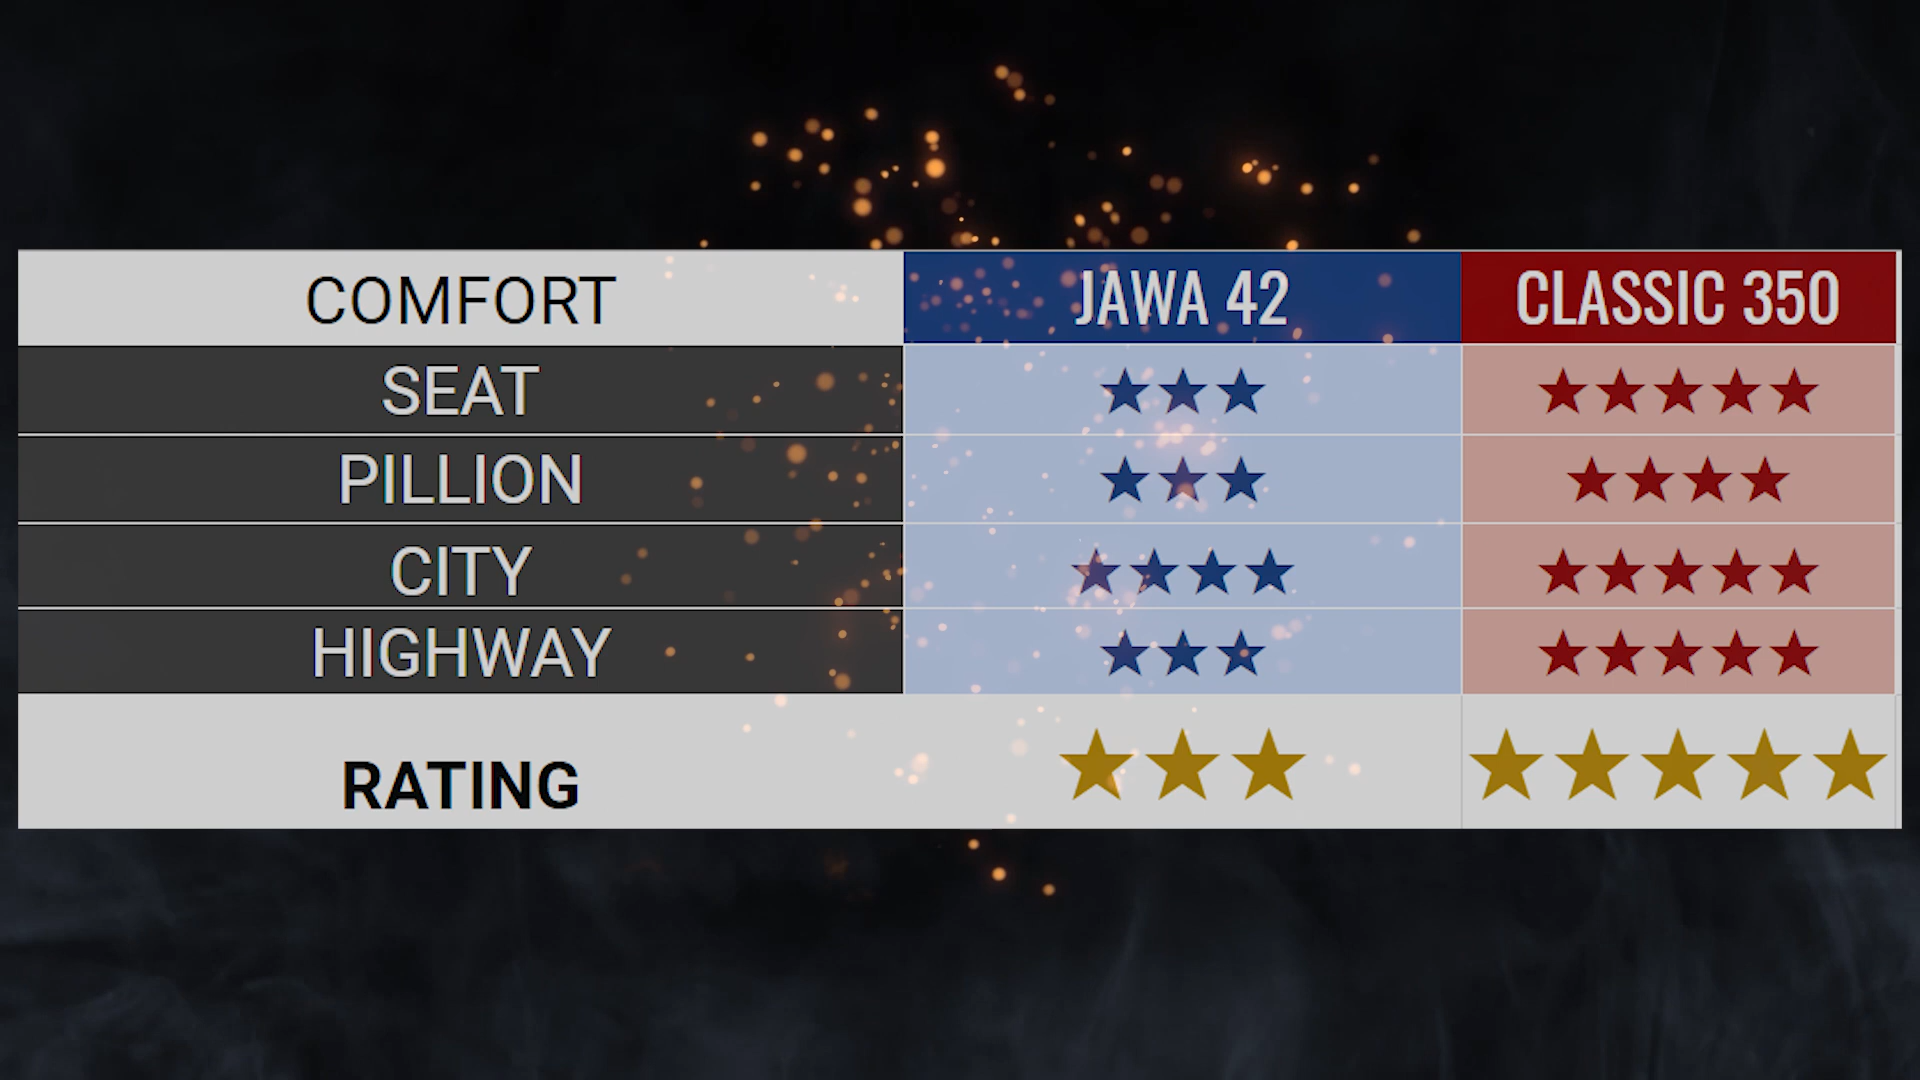 COMFORT JAWA 42 CLASSIC 350
SEAT ★★★ ★★★★★
PILLION ★★★ ★★★★
CITY ★★★★ ★★★★★
HIGHWAY ★★★ ★★★★★
RATING ★★★ ★★★★★